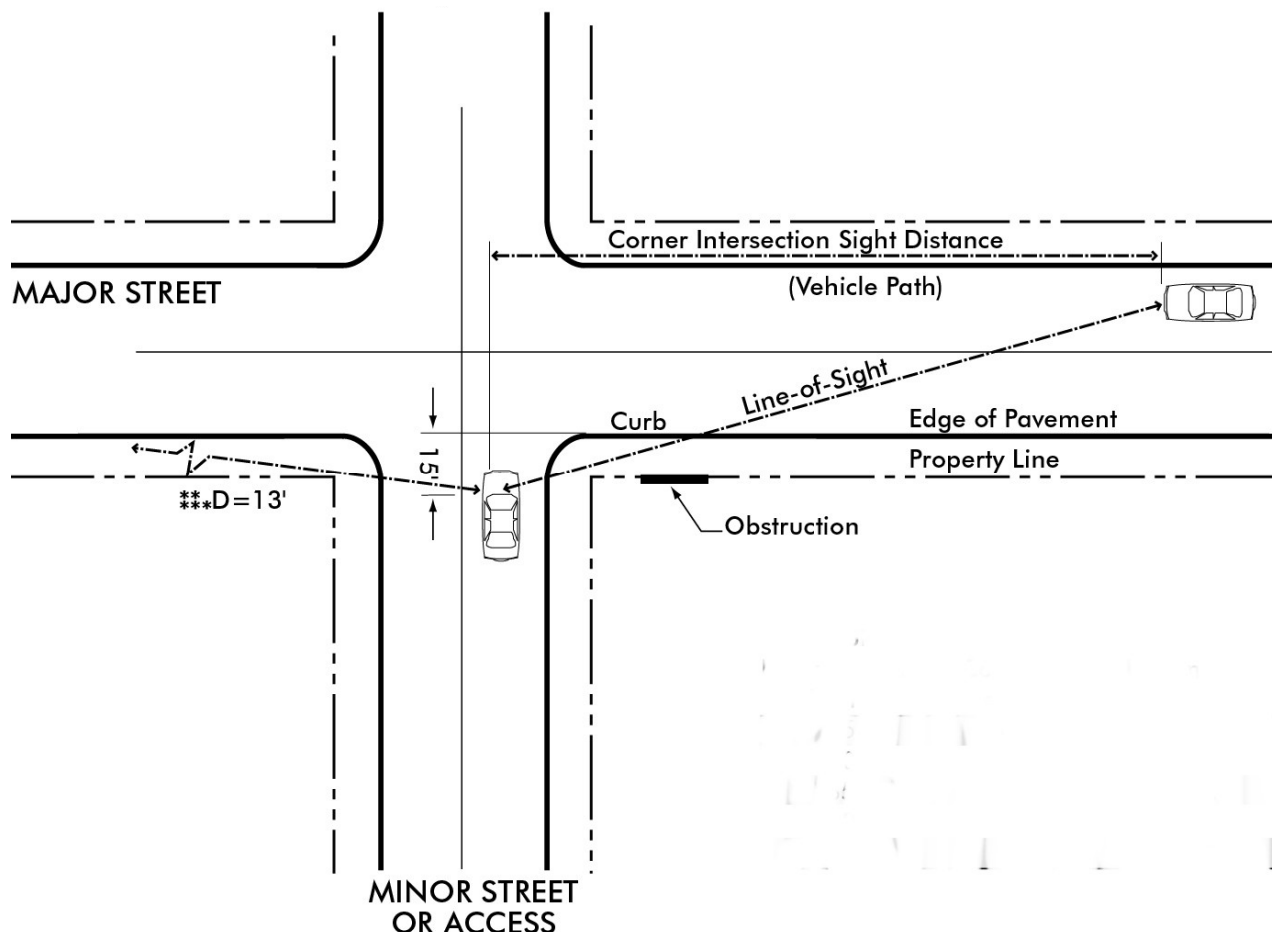 Corner Intersection Sight Distance
MAJOR STREET
(Vehicle Path)
Line-of-Sight
Curb
Edge of Pavement
15'
Property Line
*****D=13'
Obstruction
MINOR STREET
OR ACCESS